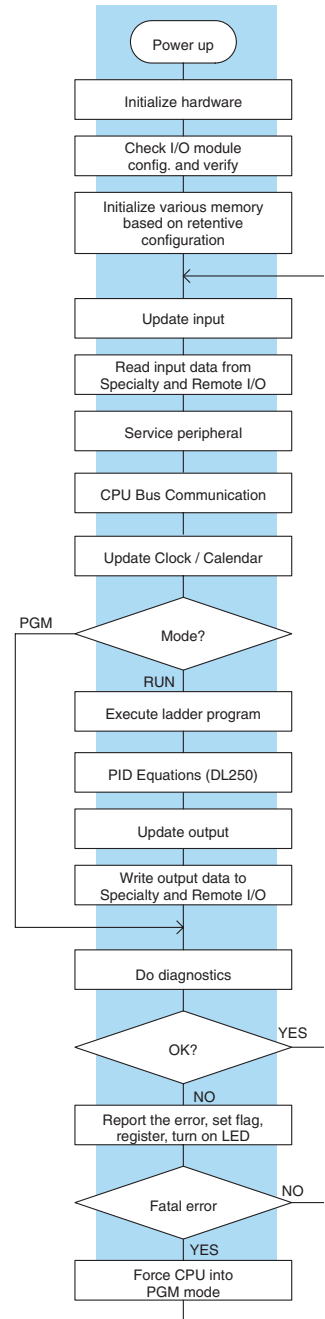 Power up
Initialize hardware
Check I/O module
config. and verify
Initialize various memory
based on retentive
configuration
Update input
Read input data from
Specialty and Remote I/O
Service peripheral
CPU Bus Communication
Update Clock / Calendar
PGM
Mode?
RUN
Execute ladder program
PID Equations (DL250)
Update output
Write output data to
Specialty and Remote I/O
Do diagnostics
YES
OK?
NO
Report the error, set flag,
register, turn on LED
NO
Fatal error
YES
Force CPU into
PGM mode